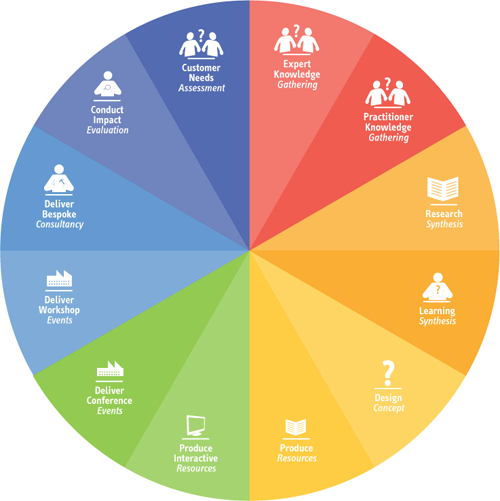 Customer
Needs
Assessment
Expert
Knowledge
Gathering
Practitioner
Knowledge
Gathering
Research
Synthesis
Learning
Synthesis
Design
Concept
Produce
Resources
Produce
Interactive
Resources
Deliver
Conference
Events
Deliver
Workshop
Events
Deliver
Bespoke
Consultancy
Conduct
Impact
Evaluation